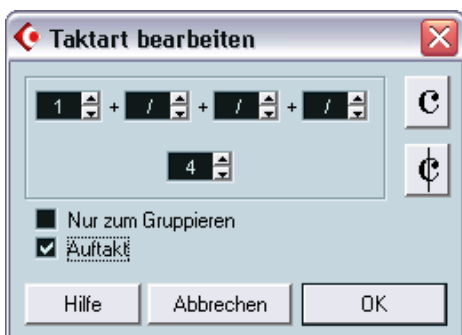 Taktart bearbeiten
1 + / + / + /
4
Nur zum Gruppieren
Auftakt
Hilfe Abbrechen OK